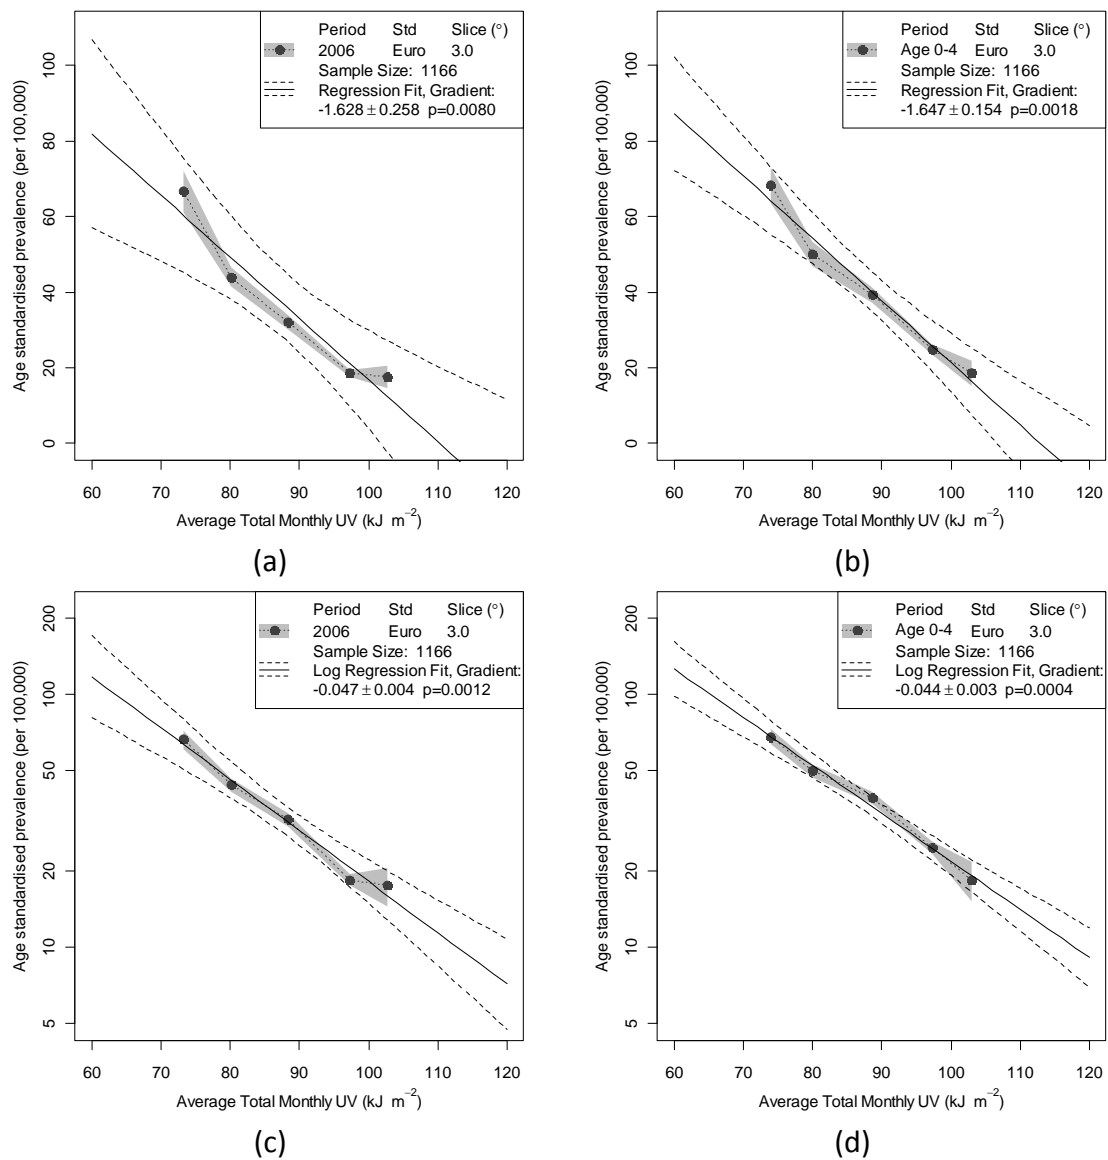 Period Std Slice (°)
2006 Euro 3.0
Sample Size: 1166
Regression Fit, Gradient:
-1.628 ± 0.258 p=0.0080
Age standardised prevalence (per 100,000)
0 20 40 60 80 100
60 70 80 90 100 110 120
Average Total Monthly UV (kJ m⁻²)
(a)
Period Std Slice (°)
Age 0-4 Euro 3.0
Sample Size: 1166
Regression Fit, Gradient:
-1.647 ± 0.154 p=0.0018
Age standardised prevalence (per 100,000)
0 20 40 60 80 100
60 70 80 90 100 110 120
Average Total Monthly UV (kJ m⁻²)
(b)
Period Std Slice (°)
2006 Euro 3.0
Sample Size: 1166
Log Regression Fit, Gradient:
-0.047 ± 0.004 p=0.0012
Age standardised prevalence (per 100,000)
5 10 20 50 100 200
60 70 80 90 100 110 120
Average Total Monthly UV (kJ m⁻²)
(c)
Period Std Slice (°)
Age 0-4 Euro 3.0
Sample Size: 1166
Log Regression Fit, Gradient:
-0.044 ± 0.003 p=0.0004
Age standardised prevalence (per 100,000)
5 10 20 50 100 200
60 70 80 90 100 110 120
Average Total Monthly UV (kJ m⁻²)
(d)